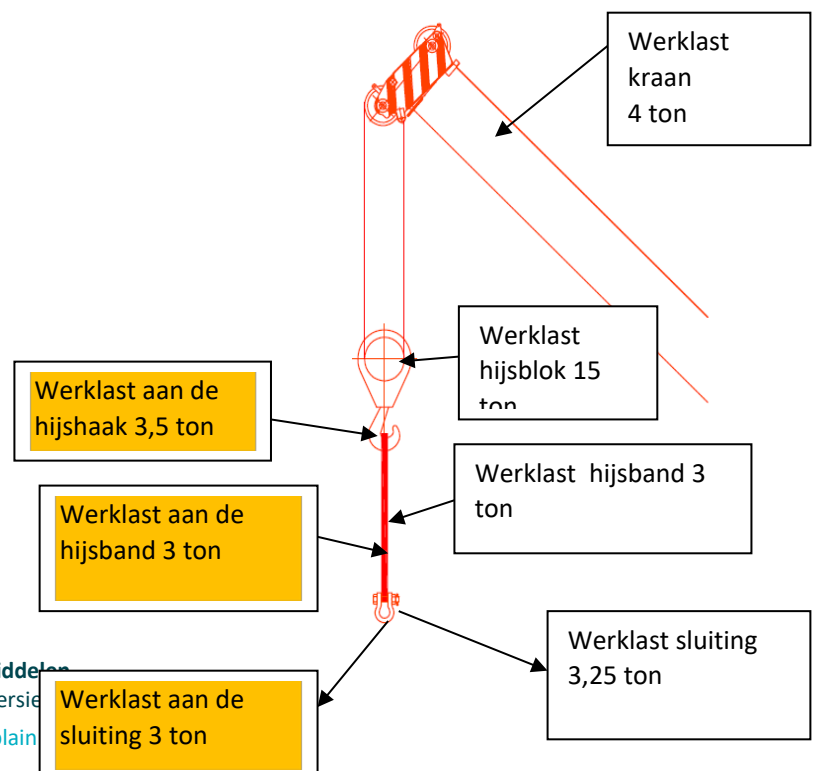 Werklast
kraan
4 ton
Werklast
hijsblok 15
ton
Werklast aan de
hijshaak 3,5 ton
Werklast hijsband 3
ton
Werklast aan de
hijsband 3 ton
Werklast sluiting
3,25 ton
Werklast aan de
sluiting 3 ton